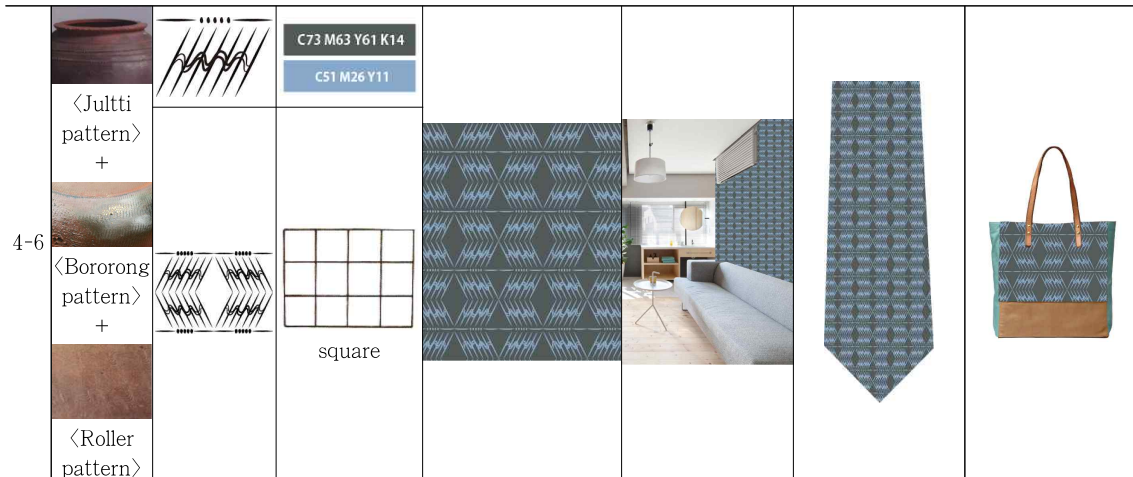 4-6
〈Jultti
pattern〉
+
〈Bororong
pattern〉
+
〈Roller
pattern〉
C73 M63 Y61 K14
C51 M26 Y11
square